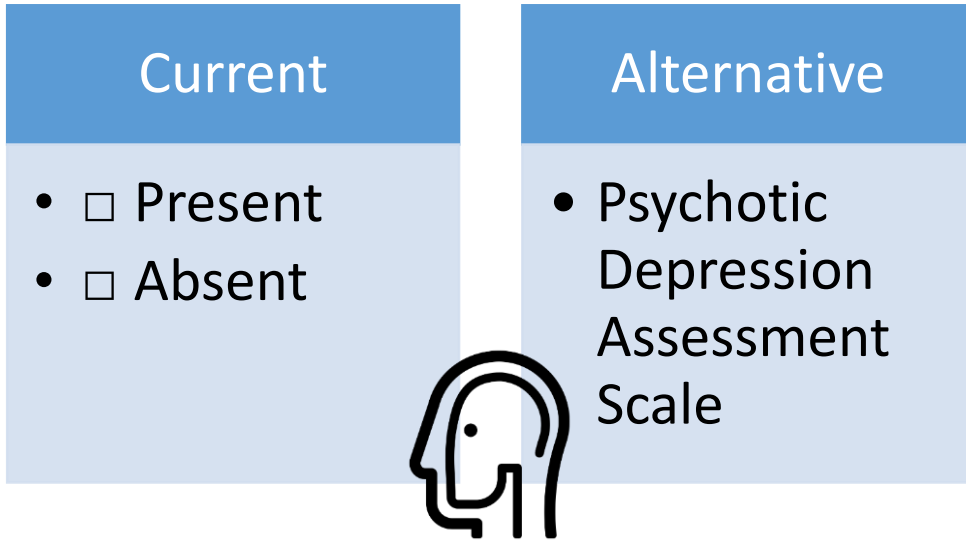 Current
• □ Present
• □ Absent
Alternative
• Psychotic
Depression
Assessment
Scale